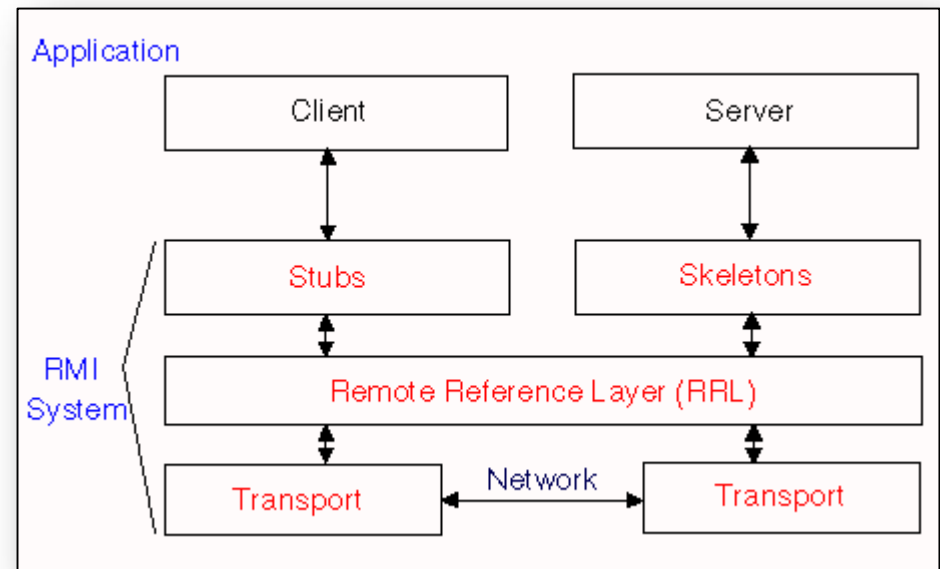 Application
Client
Server
Stubs
Skeletons
RMI
System
Remote Reference Layer (RRL)
Network
Transport
Transport